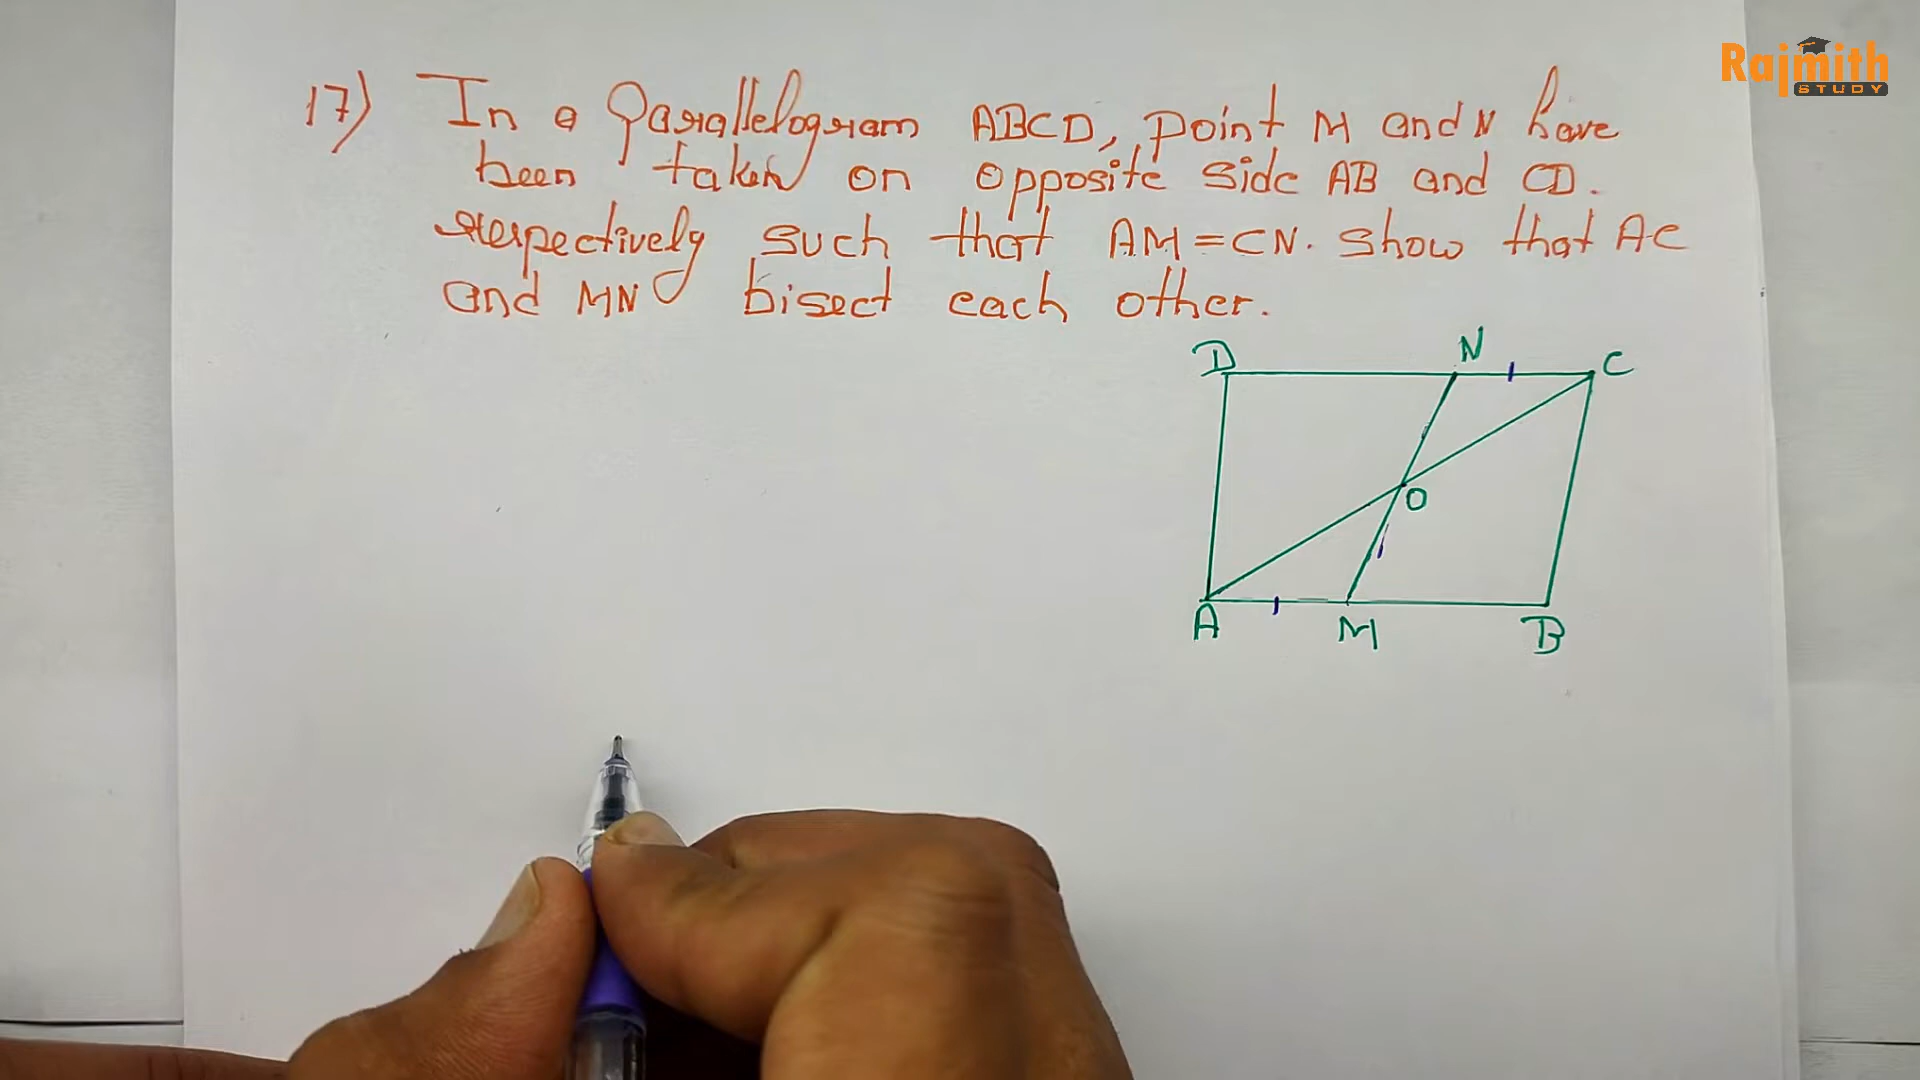 Rajmith
STUDY
17) In a Parallelogram ABCD, point M and N have
been taken on opposite side AB and CD.
respectively such that AM = CN. Show that AC
and MN bisect each other.
D N C
O
A M B